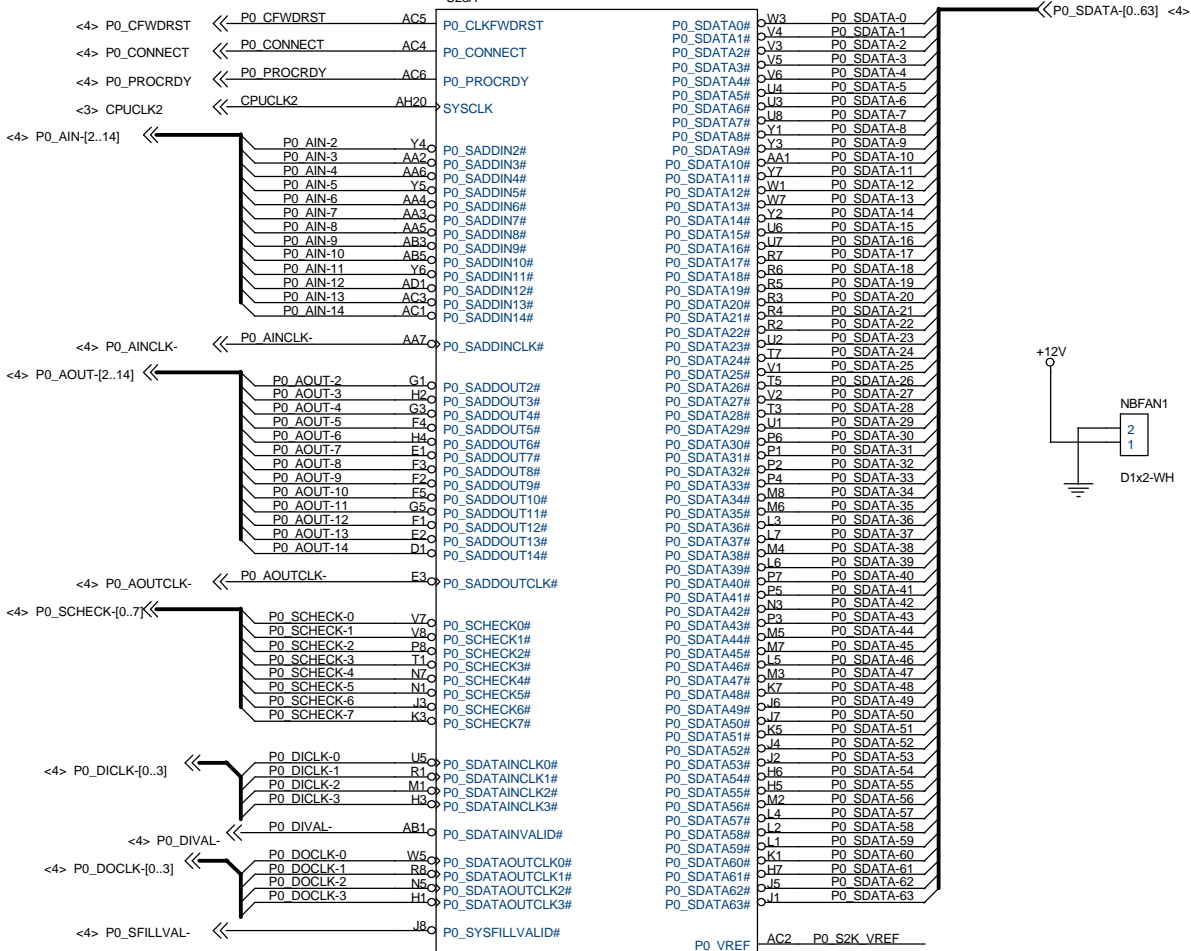 <4> P0_CFWDRST P0_CFWDRST AC5 P0_CLKFWDRST
<4> P0_CONNECT P0_CONNECT AC4 P0_CONNECT
<4> P0_PROCRDY P0_PROCRDY AC6 P0_PROCRDY
<3> CPUCLK2 CPUCLK2 AH20 SYSCLK
<4> P0_AIN-[2..14]
P0_AIN-2 Y4 P0_SADDIN2#
P0_AIN-3 AA2 P0_SADDIN3#
P0_AIN-4 AA6 P0_SADDIN4#
P0_AIN-5 Y5 P0_SADDIN5#
P0_AIN-6 AA4 P0_SADDIN6#
P0_AIN-7 AA3 P0_SADDIN7#
P0_AIN-8 AA5 P0_SADDIN8#
P0_AIN-9 AB3 P0_SADDIN9#
P0_AIN-10 AB5 P0_SADDIN10#
P0_AIN-11 Y6 P0_SADDIN11#
P0_AIN-12 AD1 P0_SADDIN12#
P0_AIN-13 AC3 P0_SADDIN13#
P0_AIN-14 AC1 P0_SADDIN14#
<4> P0_AINCLK- P0_AINCLK- AA7 P0_SADDINCLK#
<4> P0_AOUT-[2..14]
P0_AOUT-2 G1 P0_SADDOUT2#
P0_AOUT-3 H2 P0_SADDOUT3#
P0_AOUT-4 G3 P0_SADDOUT4#
P0_AOUT-5 F4 P0_SADDOUT5#
P0_AOUT-6 H4 P0_SADDOUT6#
P0_AOUT-7 E1 P0_SADDOUT7#
P0_AOUT-8 F3 P0_SADDOUT8#
P0_AOUT-9 F2 P0_SADDOUT9#
P0_AOUT-10 F5 P0_SADDOUT10#
P0_AOUT-11 G5 P0_SADDOUT11#
P0_AOUT-12 F1 P0_SADDOUT12#
P0_AOUT-13 E2 P0_SADDOUT13#
P0_AOUT-14 D1 P0_SADDOUT14#
<4> P0_AOUTCLK- P0_AOUTCLK- E3 P0_SADDOUTCLK#
<4> P0_SCHECK-[0..7]
P0_SCHECK-0 V7 P0_SCHECK0#
P0_SCHECK-1 V8 P0_SCHECK1#
P0_SCHECK-2 P8 P0_SCHECK2#
P0_SCHECK-3 T1 P0_SCHECK3#
P0_SCHECK-4 N7 P0_SCHECK4#
P0_SCHECK-5 N1 P0_SCHECK5#
P0_SCHECK-6 J3 P0_SCHECK6#
P0_SCHECK-7 K3 P0_SCHECK7#
<4> P0_DICLK-[0..3]
P0_DICLK-0 U5 P0_SDATAINCLK0#
P0_DICLK-1 R1 P0_SDATAINCLK1#
P0_DICLK-2 M1 P0_SDATAINCLK2#
P0_DICLK-3 H3 P0_SDATAINCLK3#
<4> P0_DIVAL- P0_DIVAL- AB1 P0_SDATAINVALID#
<4> P0_DOCLK-[0..3]
P0_DOCLK-0 W5 P0_SDATAOUTCLK0#
P0_DOCLK-1 R8 P0_SDATAOUTCLK1#
P0_DOCLK-2 N5 P0_SDATAOUTCLK2#
P0_DOCLK-3 H1 P0_SDATAOUTCLK3#
<4> P0_SFILLVAL- J8 P0_SYSFILLVALID#
P0_SDATA0# W3 P0_SDATA-0
P0_SDATA1# V4 P0_SDATA-1
P0_SDATA2# V3 P0_SDATA-2
P0_SDATA3# V5 P0_SDATA-3
P0_SDATA4# V6 P0_SDATA-4
P0_SDATA5# U4 P0_SDATA-5
P0_SDATA6# U3 P0_SDATA-6
P0_SDATA7# U8 P0_SDATA-7
P0_SDATA8# Y1 P0_SDATA-8
P0_SDATA9# Y3 P0_SDATA-9
P0_SDATA10# AA1 P0_SDATA-10
P0_SDATA11# Y7 P0_SDATA-11
P0_SDATA12# W1 P0_SDATA-12
P0_SDATA13# W7 P0_SDATA-13
P0_SDATA14# Y2 P0_SDATA-14
P0_SDATA15# U6 P0_SDATA-15
P0_SDATA16# U7 P0_SDATA-16
P0_SDATA17# R7 P0_SDATA-17
P0_SDATA18# R6 P0_SDATA-18
P0_SDATA19# R5 P0_SDATA-19
P0_SDATA20# R3 P0_SDATA-20
P0_SDATA21# R4 P0_SDATA-21
P0_SDATA22# R2 P0_SDATA-22
P0_SDATA23# U2 P0_SDATA-23
P0_SDATA24# T7 P0_SDATA-24
P0_SDATA25# V1 P0_SDATA-25
P0_SDATA26# T5 P0_SDATA-26
P0_SDATA27# V2 P0_SDATA-27
P0_SDATA28# T3 P0_SDATA-28
P0_SDATA29# U1 P0_SDATA-29
P0_SDATA30# P6 P0_SDATA-30
P0_SDATA31# P1 P0_SDATA-31
P0_SDATA32# P2 P0_SDATA-32
P0_SDATA33# P4 P0_SDATA-33
P0_SDATA34# M8 P0_SDATA-34
P0_SDATA35# M6 P0_SDATA-35
P0_SDATA36# L3 P0_SDATA-36
P0_SDATA37# L7 P0_SDATA-37
P0_SDATA38# M4 P0_SDATA-38
P0_SDATA39# L6 P0_SDATA-39
P0_SDATA40# P7 P0_SDATA-40
P0_SDATA41# P5 P0_SDATA-41
P0_SDATA42# N3 P0_SDATA-42
P0_SDATA43# P3 P0_SDATA-43
P0_SDATA44# M5 P0_SDATA-44
P0_SDATA45# M7 P0_SDATA-45
P0_SDATA46# L5 P0_SDATA-46
P0_SDATA47# M3 P0_SDATA-47
P0_SDATA48# K7 P0_SDATA-48
P0_SDATA49# J6 P0_SDATA-49
P0_SDATA50# J7 P0_SDATA-50
P0_SDATA51# K5 P0_SDATA-51
P0_SDATA52# J4 P0_SDATA-52
P0_SDATA53# J2 P0_SDATA-53
P0_SDATA54# H6 P0_SDATA-54
P0_SDATA55# H5 P0_SDATA-55
P0_SDATA56# M2 P0_SDATA-56
P0_SDATA57# L4 P0_SDATA-57
P0_SDATA58# L2 P0_SDATA-58
P0_SDATA59# L1 P0_SDATA-59
P0_SDATA60# K1 P0_SDATA-60
P0_SDATA61# H7 P0_SDATA-61
P0_SDATA62# J5 P0_SDATA-62
P0_SDATA63# J1 P0_SDATA-63
P0_VREF AC2 P0_S2K_VREF
P0_SDATA-[0..63] <4>
+12V
NBFAN1
2
1
D1x2-WH